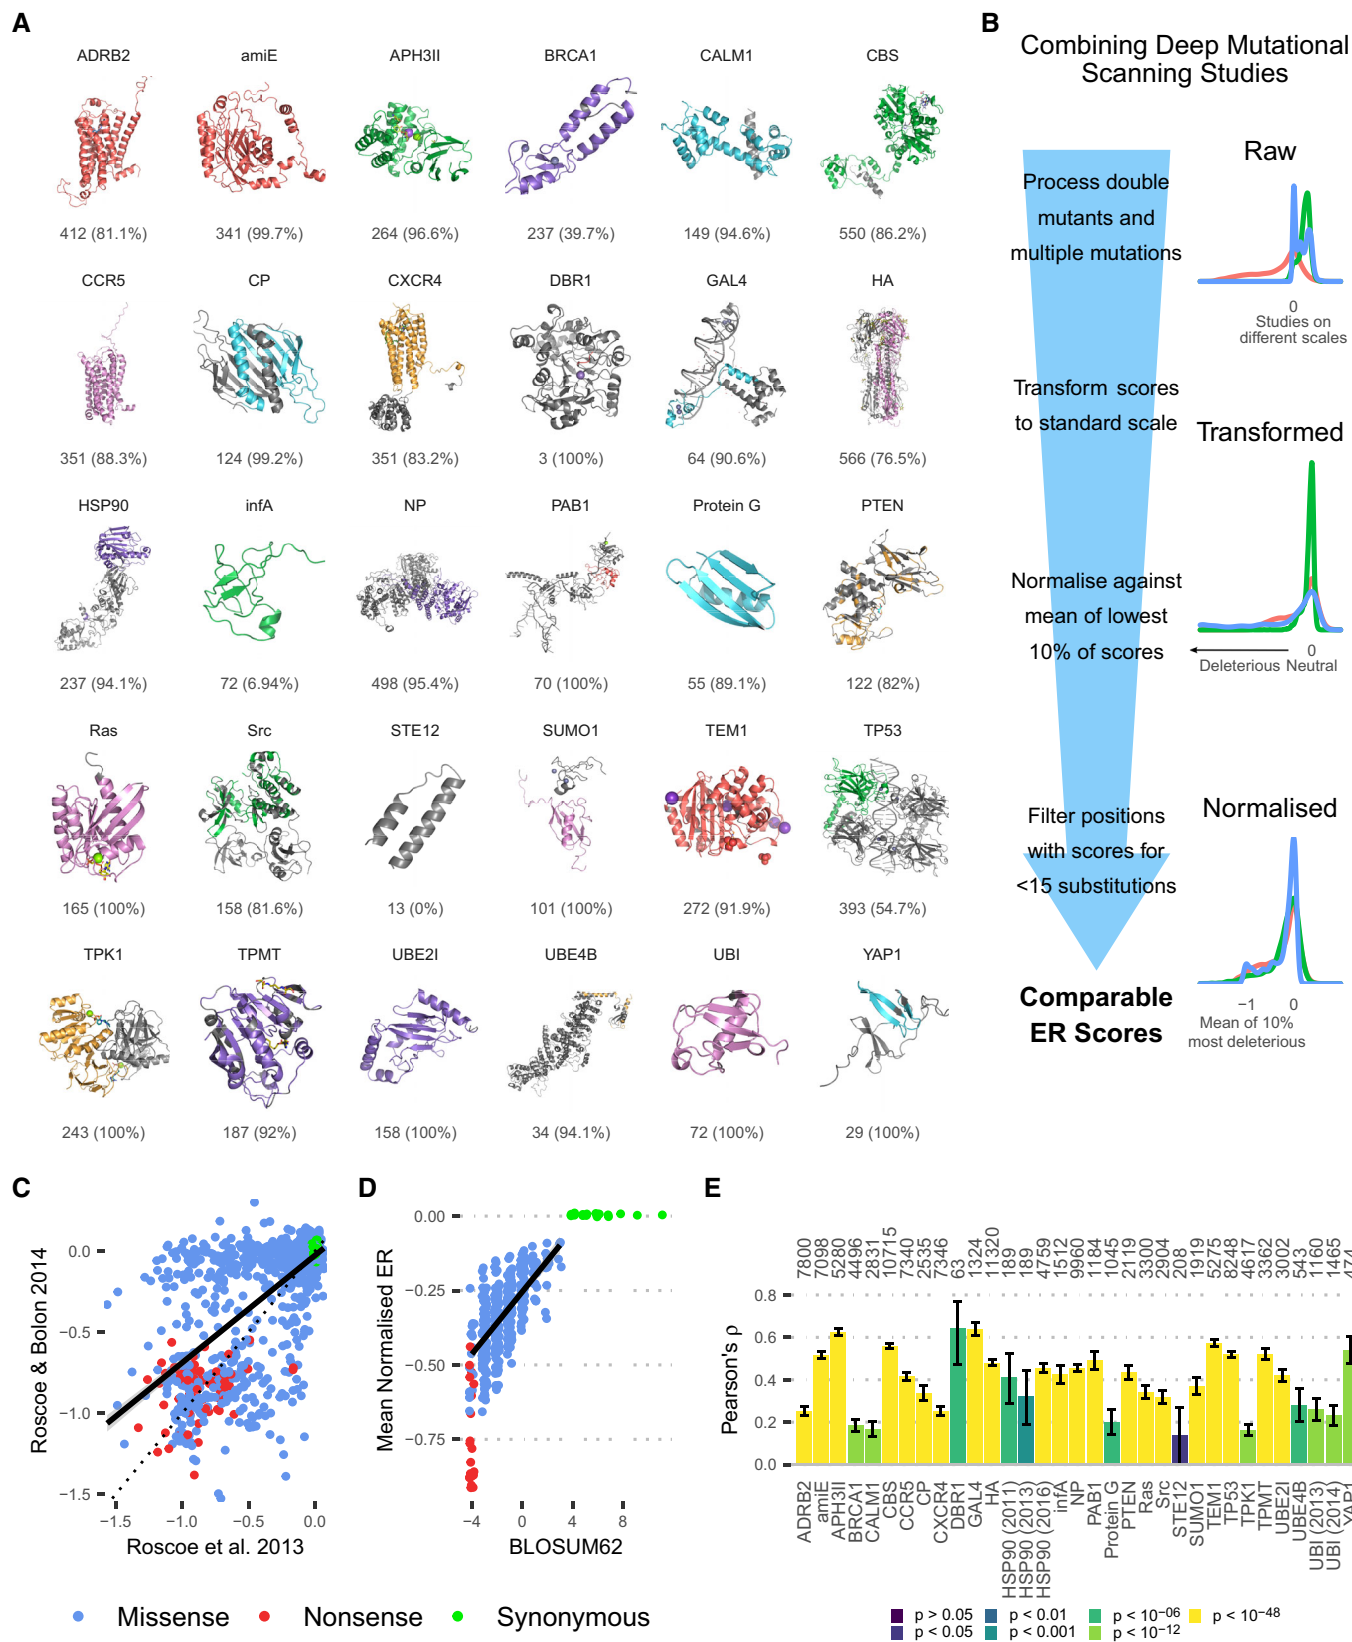 A
ADRB2 amiE APH3II BRCA1 CALM1 CBS
412 (81.1%) 341 (99.7%) 264 (96.6%) 237 (39.7%) 149 (94.6%) 550 (86.2%)
CCR5 CP CXCR4 DBR1 GAL4 HA
351 (88.3%) 124 (99.2%) 351 (83.2%) 3 (100%) 64 (90.6%) 566 (76.5%)
HSP90 infA NP PAB1 Protein G PTEN
237 (94.1%) 72 (6.94%) 498 (95.4%) 70 (100%) 55 (89.1%) 122 (82%)
Ras Src STE12 SUMO1 TEM1 TP53
165 (100%) 158 (81.6%) 13 (0%) 101 (100%) 272 (91.9%) 393 (54.7%)
TPK1 TPMT UBE2I UBE4B UBI YAP1
243 (100%) 187 (92%) 158 (100%) 34 (94.1%) 72 (100%) 29 (100%)
B
Combining Deep Mutational
Scanning Studies
Process double
mutants and
multiple mutations
Raw
0
Studies on
different scales
Transform scores
to standard scale
Transformed
0
Deleterious Neutral
Normalise against
mean of lowest
10% of scores
Normalised
−1 0
Mean of 10%
most deleterious
Filter positions
with scores for
<15 substitutions
Comparable
ER Scores
C
Roscoe & Bolon 2014
0.0
−0.5
−1.0
−1.5
−1.5 −1.0 −0.5 0.0
Roscoe et al. 2013
D
Mean Normalised ER
0.00
−0.25
−0.50
−0.75
−4 0 4 8
BLOSUM62
Missense Nonsense Synonymous
E
7800 7098 5280 4496 2831 10715 7340 2535 7346 63 1324 11320 189 189 4759 1512 9960 1184 1045 2119 3300 2904 208 1919 5275 8248 4617 3362 3002 543 1160 1465 474
Pearson's ρ
0.8
0.6
0.4
0.2
0.0
ADRB2 amiE APH3II BRCA1 CALM1 CBS CCR5 CP CXCR4 DBR1 GAL4 HA HSP90 (2011) HSP90 (2013) HSP90 (2016) infA NP PAB1 Protein G PTEN Ras Src STE12 SUMO1 TEM1 TP53 TPK1 TPMT UBE2I UBE4B UBI (2013) UBI (2014) YAP1
p > 0.05 p < 0.01 p < 10⁻⁰⁶ p < 10⁻⁴⁸
p < 0.05 p < 0.001 p < 10⁻¹²